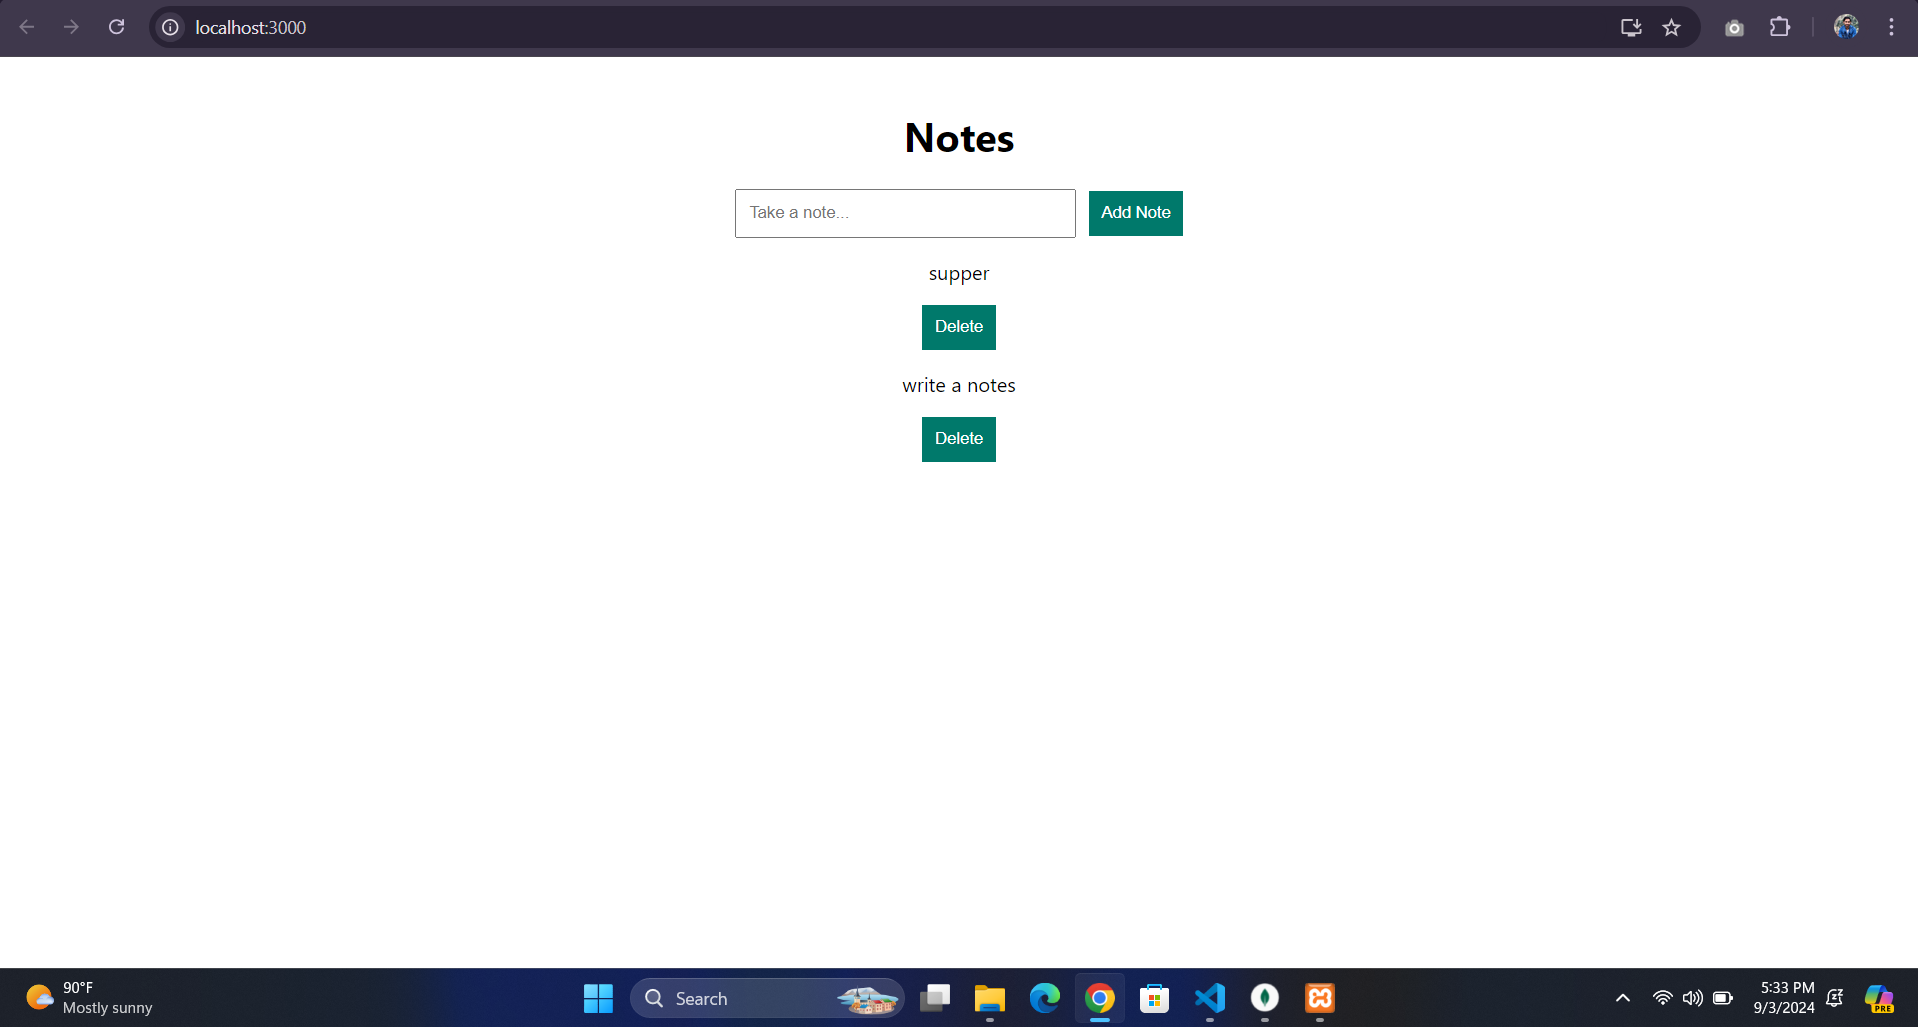 localhost:3000
Notes
Take a note...
Add Note
supper
Delete
write a notes
Delete
90°F
Mostly sunny
Search
5:33 PM
9/3/2024
PRE